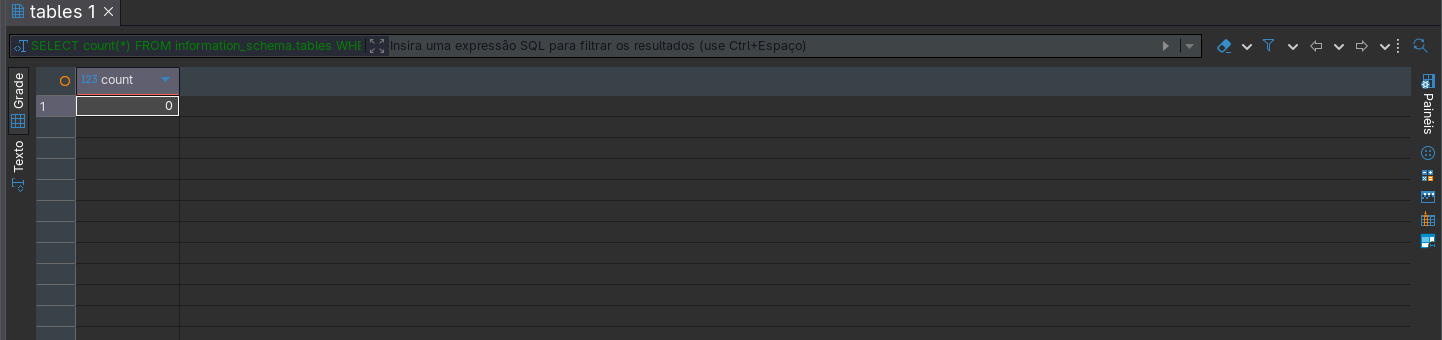 tables 1
SELECT count(*) FROM information_schema.tables WHE
Insira uma expressão SQL para filtrar os resultados (use Ctrl+Espaço)
Grade
Texto
123 count
1
0
Painéis